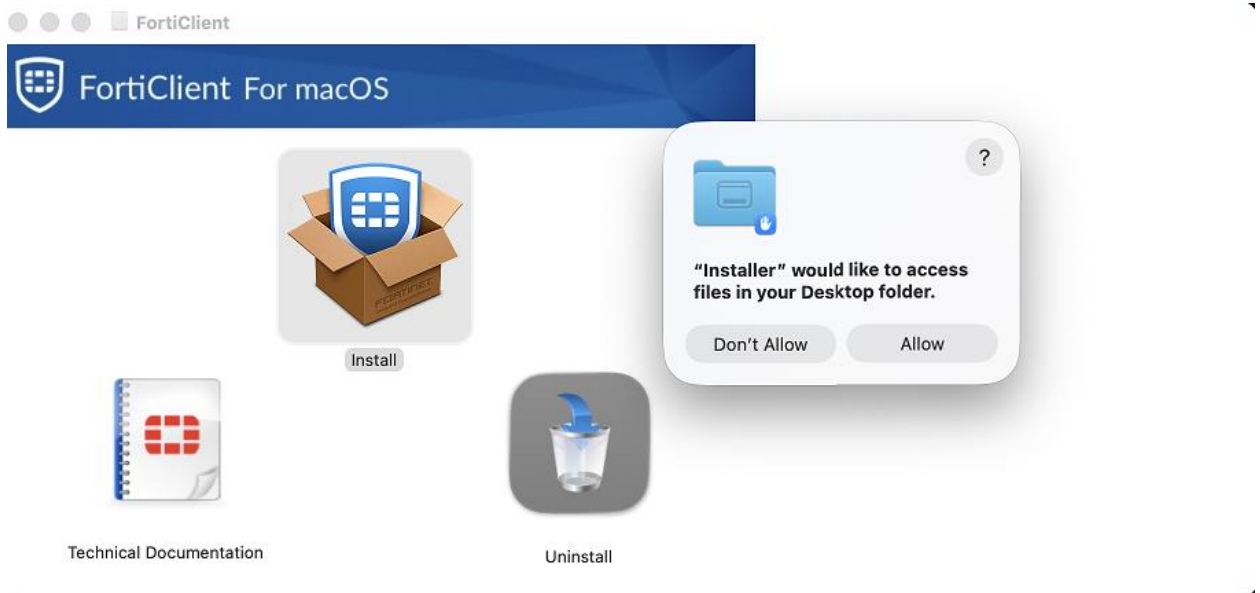 FortiClient
FortiClient For macOS
?
"Installer" would like to access
files in your Desktop folder.
Don't Allow
Allow
FORTINET
Install
Technical Documentation
Uninstall